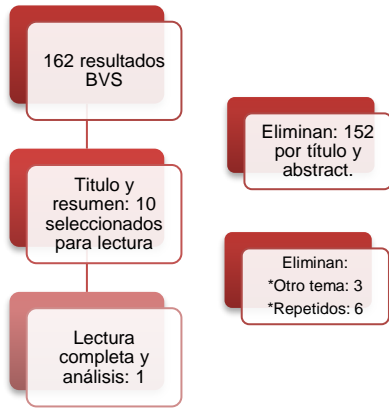 162 resultados
BVS
Eliminan: 152
por título y
abstract.
Titulo y
resumen: 10
seleccionados
para lectura
Eliminan:
*Otro tema: 3
*Repetidos: 6
Lectura
completa y
análisis: 1